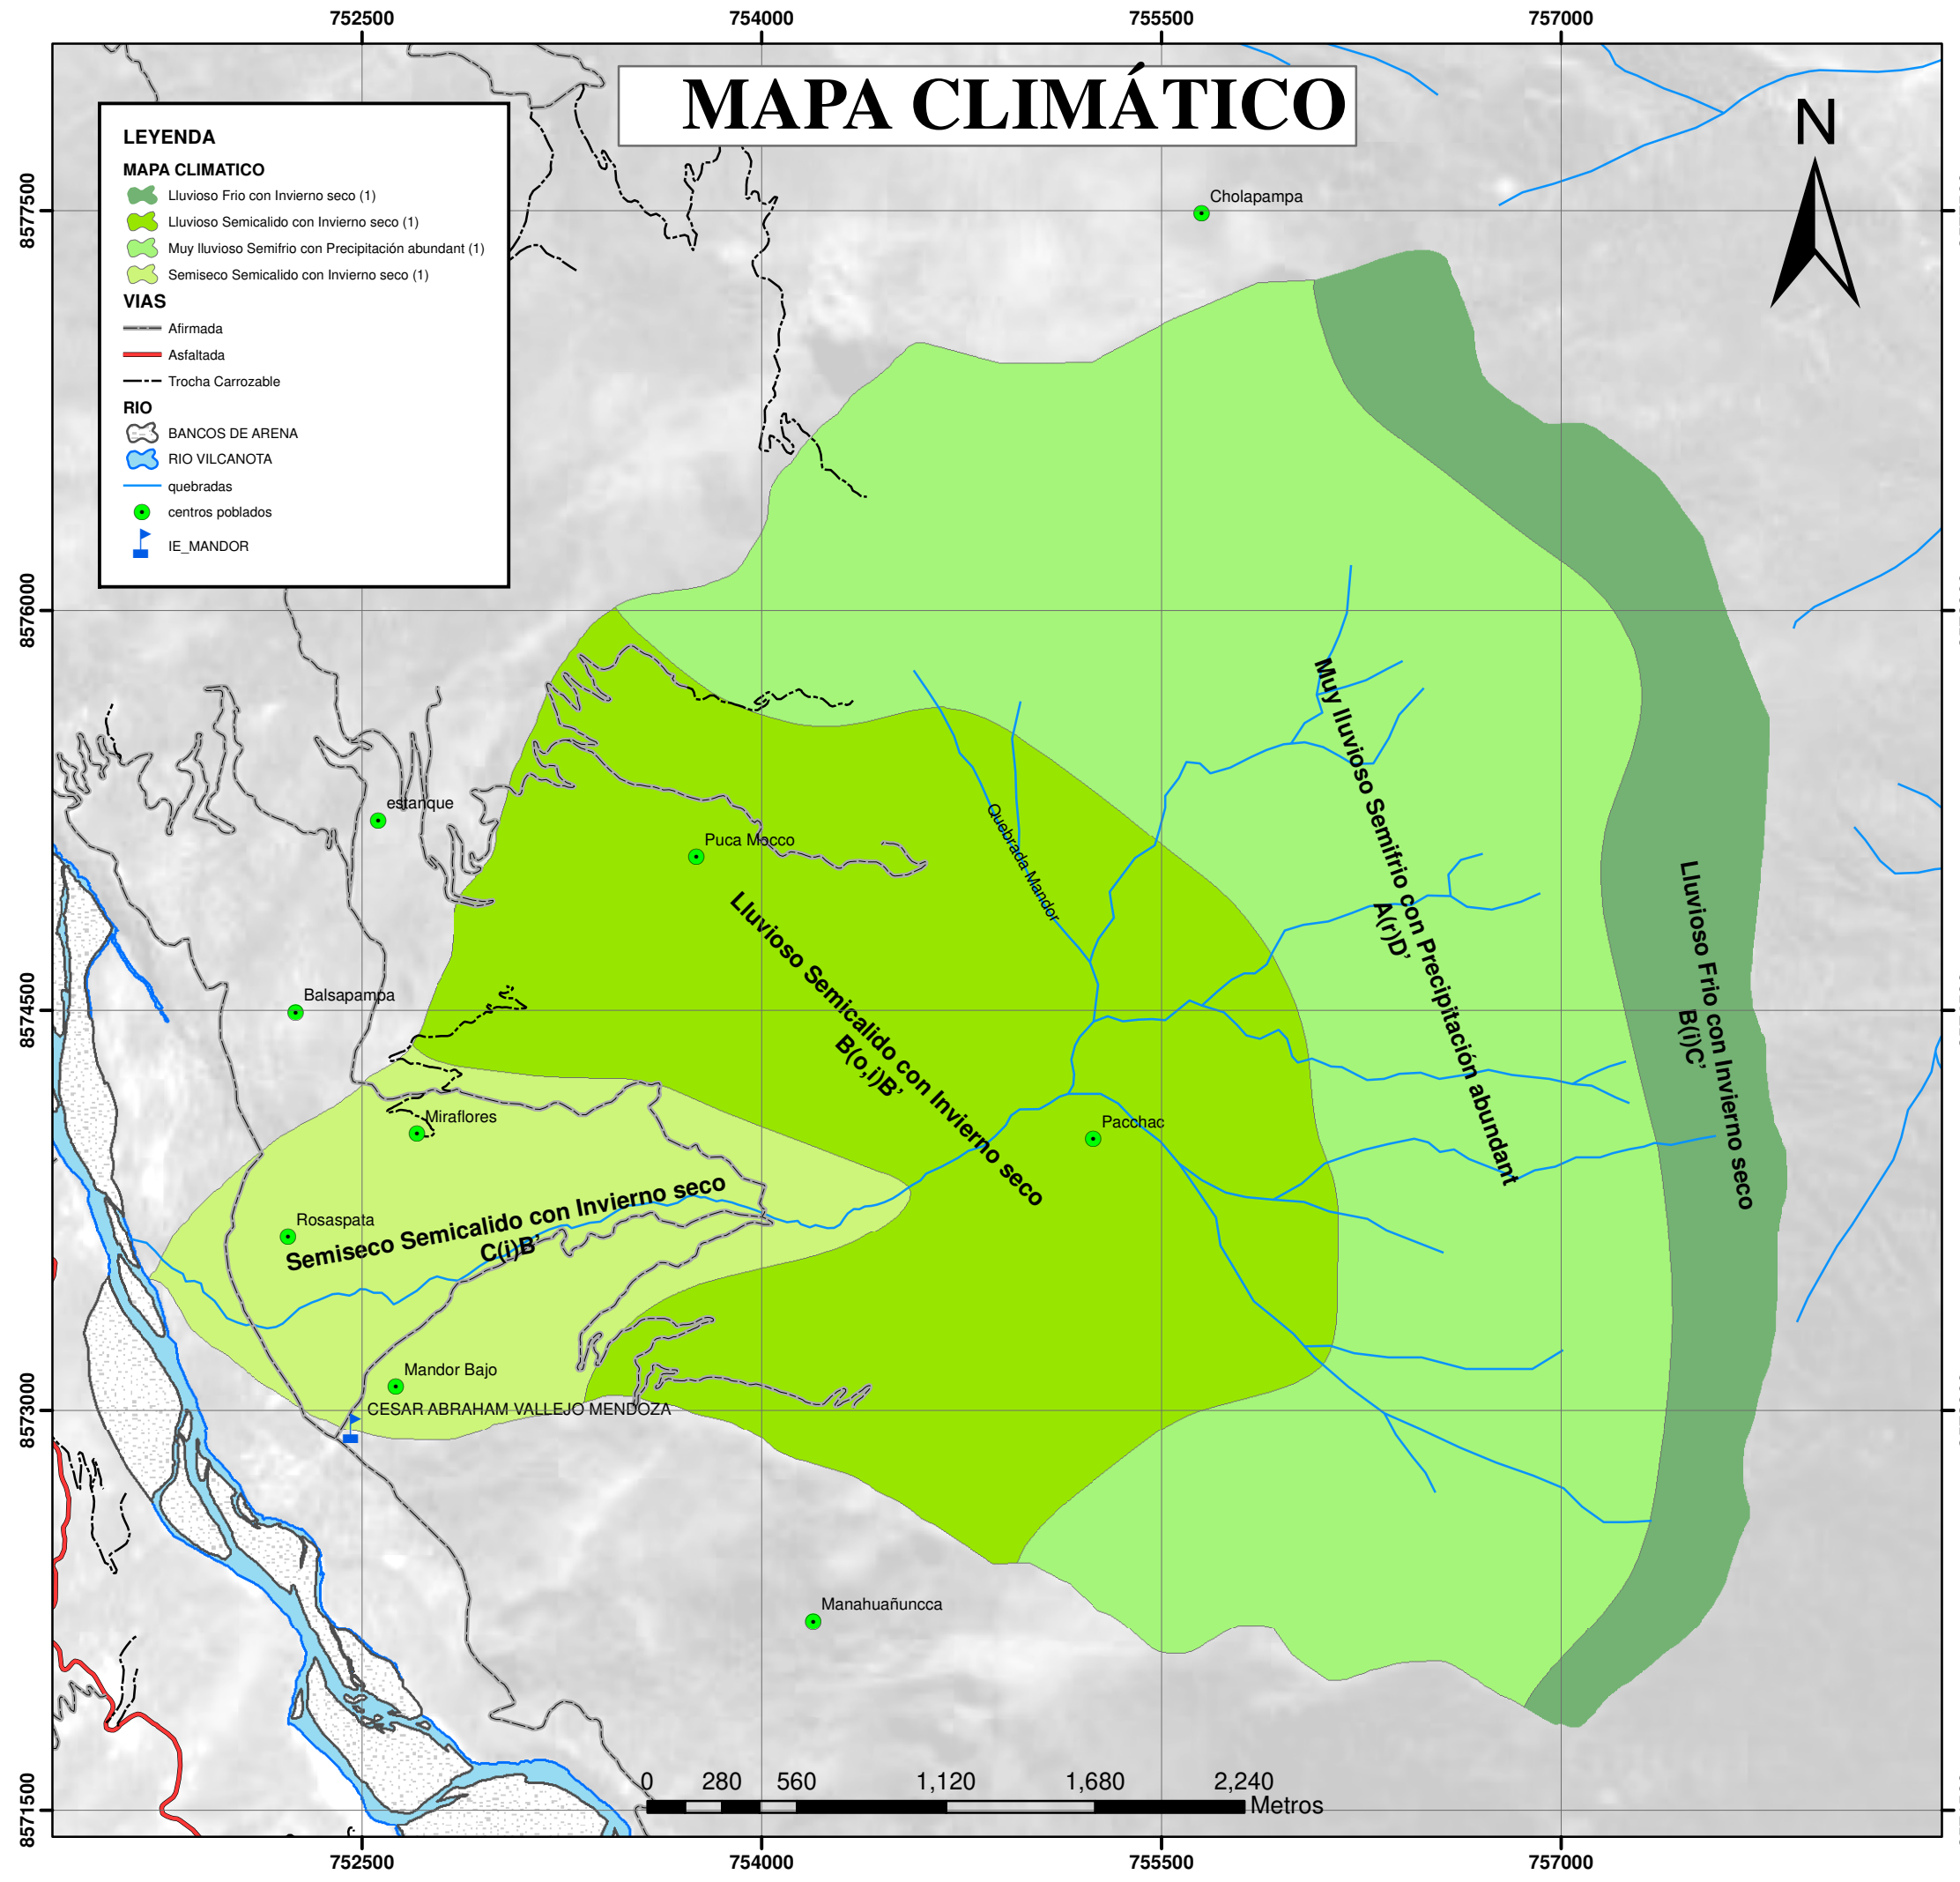 752500
754000
755500
757000
MAPA CLIMÁTICO
N
LEYENDA
MAPA CLIMATICO
Lluvioso Frio con Invierno seco (1)
Lluvioso Semicalido con Invierno seco (1)
Muy lluvioso Semifrio con Precipitación abundant (1)
Semiseco Semicalido con Invierno seco (1)
VIAS
Afirmada
Asfaltada
Trocha Carrozable
RIO
BANCOS DE ARENA
RIO VILCANOTA
quebradas
centros poblados
IE_MANDOR
8577500
8576000
8574500
8573000
8571500
Cholapampa
estanque
Puca Mocco
Quebrada Mandor
Balsapampa
Miraflores
Pacchac
Rosaspata
Mandor Bajo
CESAR ABRAHAM VALLEJO MENDOZA
Manahuañuncca
Muy lluvioso Semifrio con Precipitación abundant
A(r)D'
Lluvioso Frio con Invierno seco
B(i)C'
Lluvioso Semicalido con Invierno seco
B(o,i)B'
Semiseco Semicalido con Invierno seco
C(i)B'
0 280 560 1,120 1,680 2,240
Metros
752500
754000
755500
757000